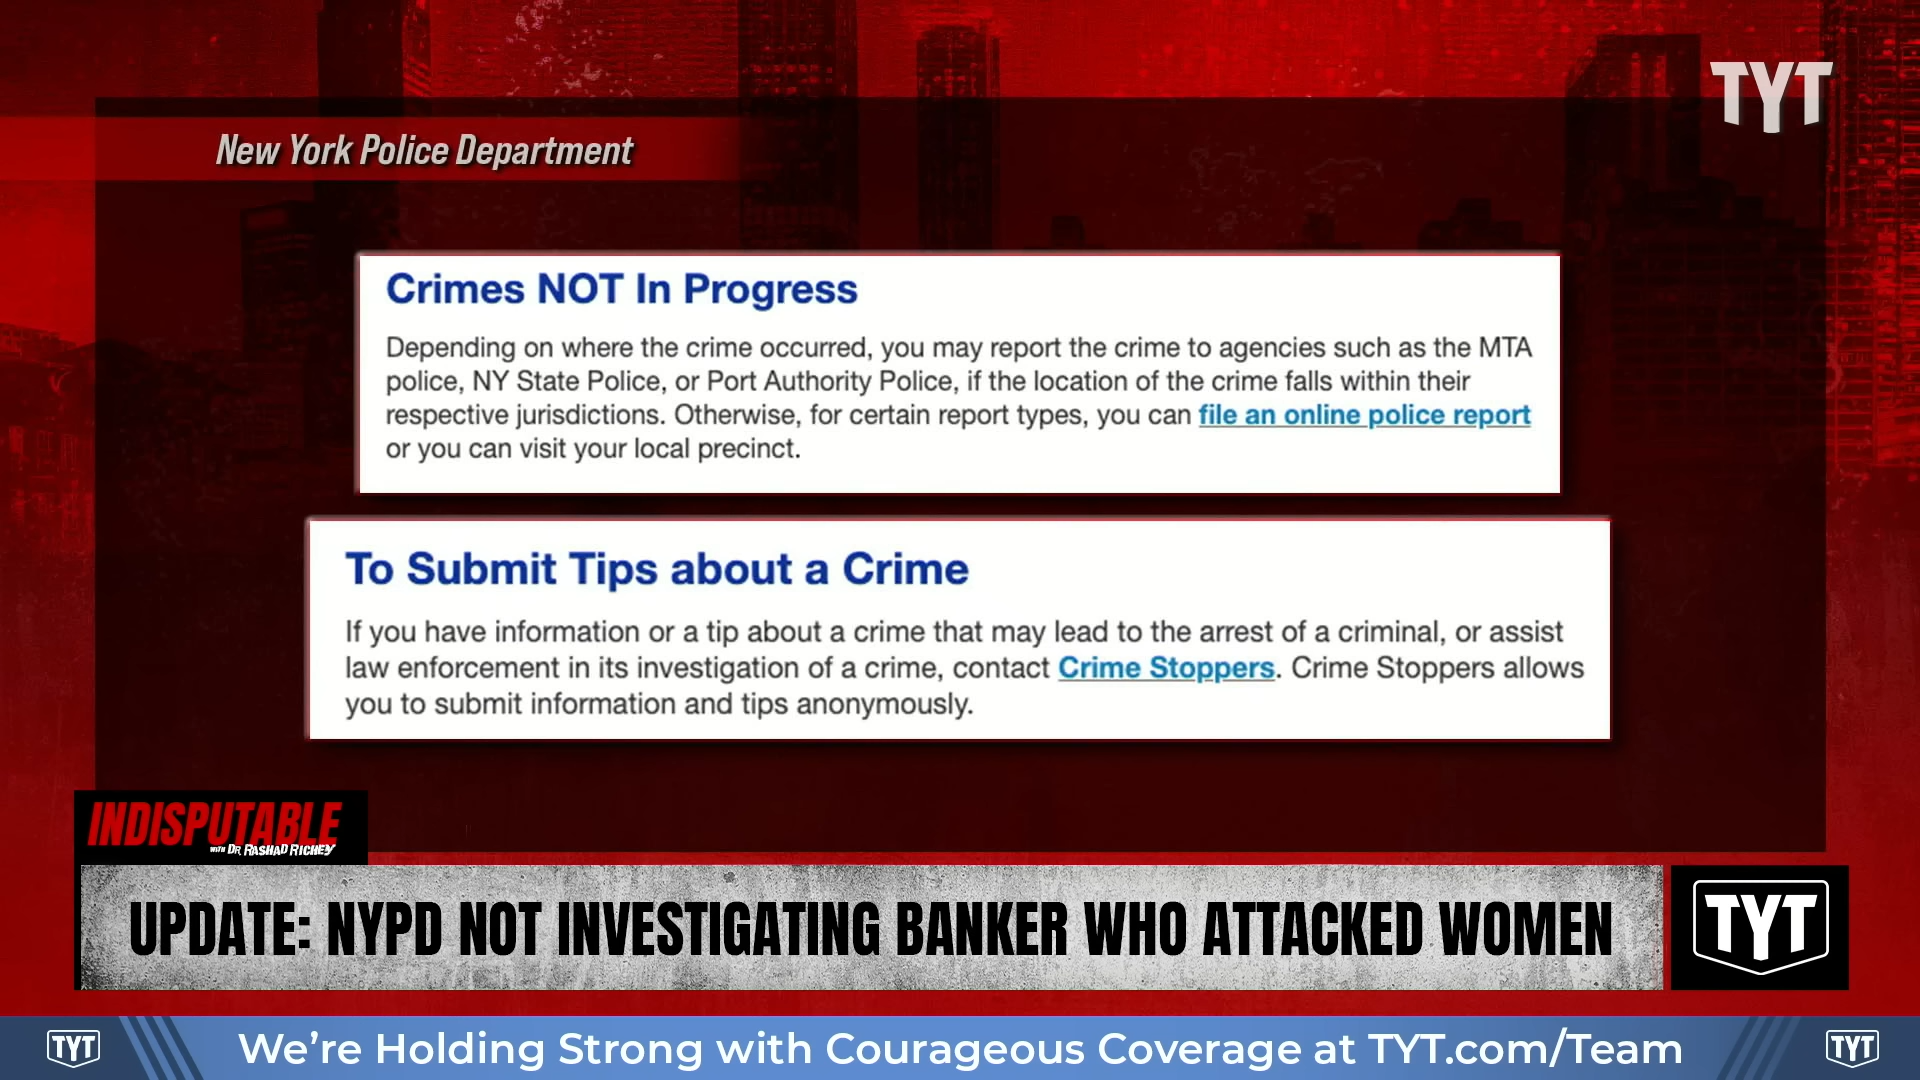 TYT
New York Police Department
Crimes NOT In Progress
Depending on where the crime occurred, you may report the crime to agencies such as the MTA
police, NY State Police, or Port Authority Police, if the location of the crime falls within their
respective jurisdictions. Otherwise, for certain report types, you can file an online police report
or you can visit your local precinct.
To Submit Tips about a Crime
If you have information or a tip about a crime that may lead to the arrest of a criminal, or assist
law enforcement in its investigation of a crime, contact Crime Stoppers. Crime Stoppers allows
you to submit information and tips anonymously.
INDISPUTABLE
WITH DR RASHAD RICHEY
UPDATE: NYPD NOT INVESTIGATING BANKER WHO ATTACKED WOMEN
TYT
TYT
We're Holding Strong with Courageous Coverage at TYT.com/Team
TYT